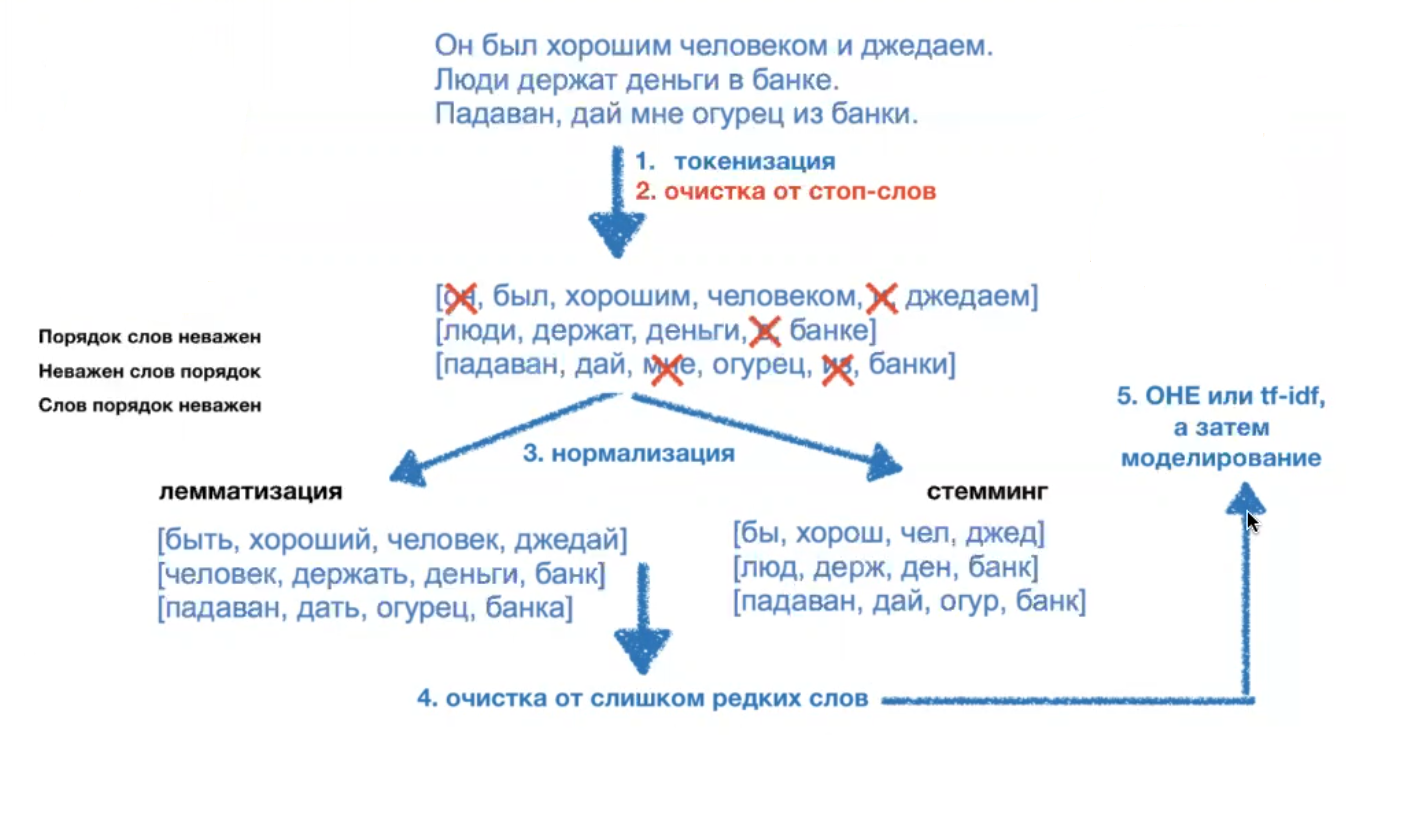 Он был хорошим человеком и джедаем.
Люди держат деньги в банке.
Падаван, дай мне огурец из банки.
1. токенизация
2. очистка от стоп-слов
[он, был, хорошим, человеком, и, джедаем]
[люди, держат, деньги, в, банке]
[падаван, дай, мне, огурец, из, банки]
Порядок слов неважен
Неважен слов порядок
Слов порядок неважен
3. нормализация
лемматизация
[быть, хороший, человек, джедай]
[человек, держать, деньги, банк]
[падаван, дать, огурец, банка]
стемминг
[бы, хорош, чел, джед]
[люд, держ, ден, банк]
[падаван, дай, огур, банк]
4. очистка от слишком редких слов
5. OHE или tf-idf,
а затем
моделирование